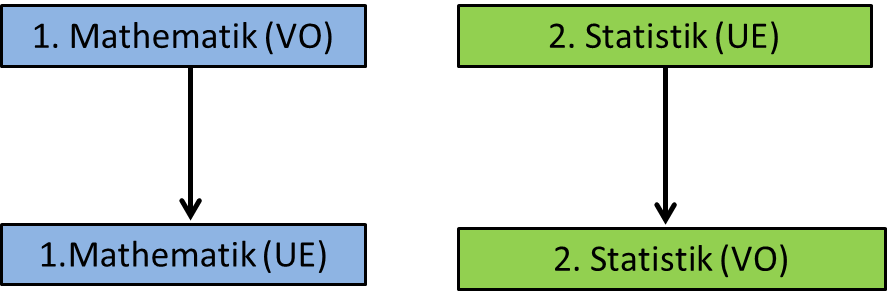 1. Mathematik (VO)
2. Statistik (UE)
1.Mathematik (UE)
2. Statistik (VO)